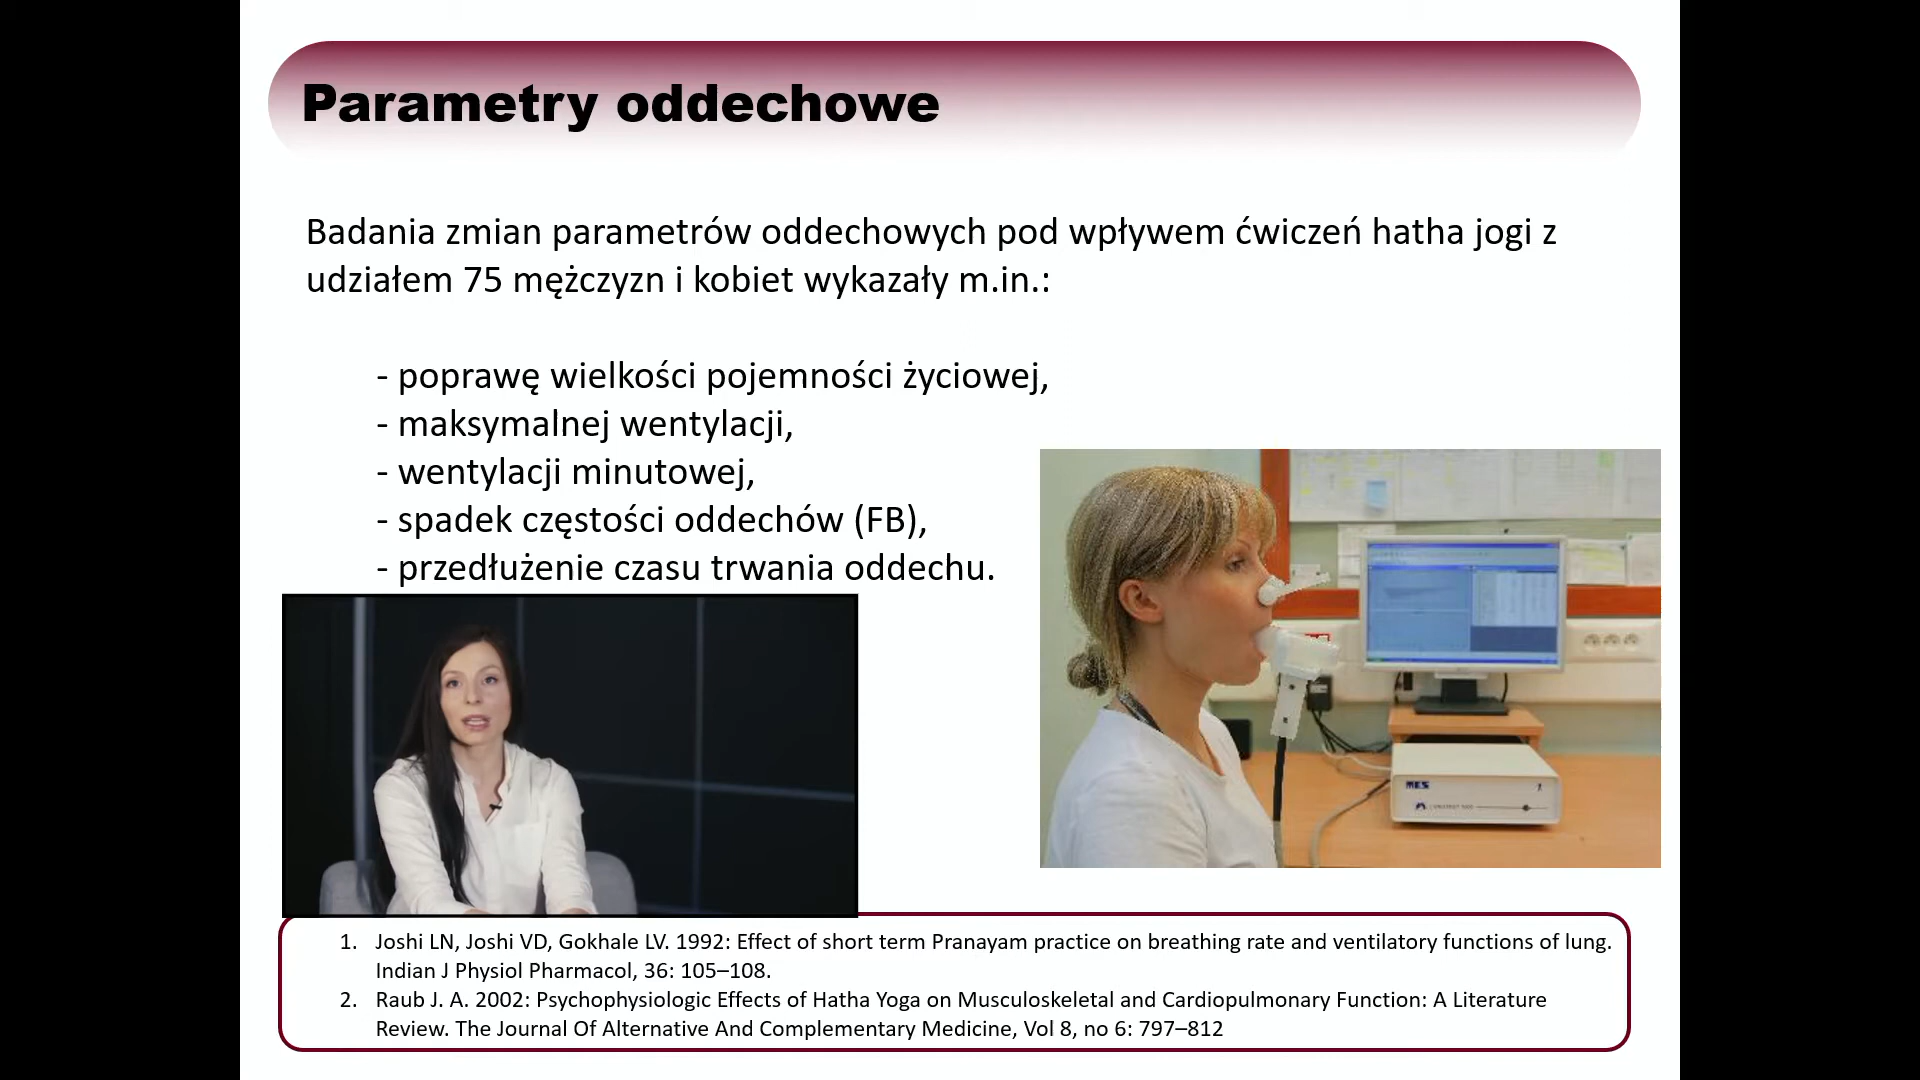 Parametry oddechowe
Badania zmian parametrów oddechowych pod wpływem ćwiczeń hatha jogi z
udziałem 75 mężczyzn i kobiet wykazały m.in.:
- poprawę wielkości pojemności życiowej,
- maksymalnej wentylacji,
- wentylacji minutowej,
- spadek częstości oddechów (FB),
- przedłużenie czasu trwania oddechu.
MES
1. Joshi LN, Joshi VD, Gokhale LV. 1992: Effect of short term Pranayam practice on breathing rate and ventilatory functions of lung.
Indian J Physiol Pharmacol, 36: 105–108.
2. Raub J. A. 2002: Psychophysiologic Effects of Hatha Yoga on Musculoskeletal and Cardiopulmonary Function: A Literature
Review. The Journal Of Alternative And Complementary Medicine, Vol 8, no 6: 797–812